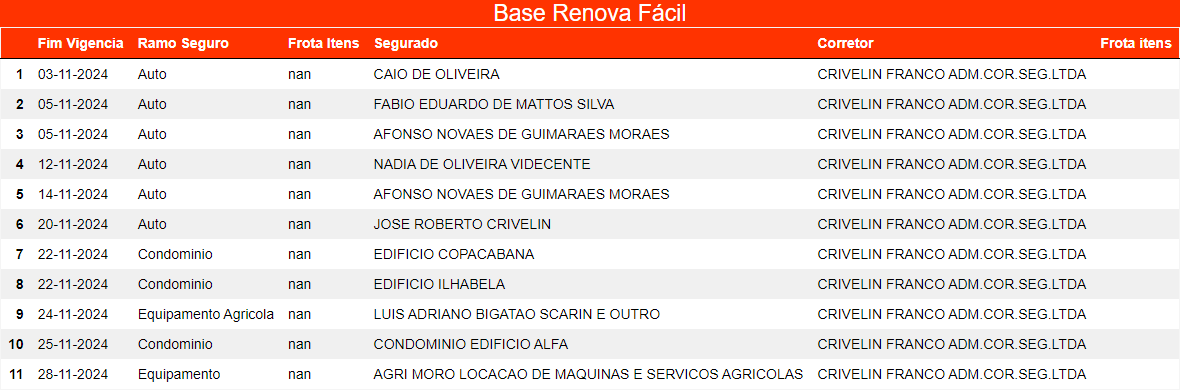 Base Renova Fácil
Fim Vigencia Ramo Seguro Frota Itens Segurado Corretor Frota itens
1 03-11-2024 Auto nan CAIO DE OLIVEIRA CRIVELIN FRANCO ADM.COR.SEG.LTDA
2 05-11-2024 Auto nan FABIO EDUARDO DE MATTOS SILVA CRIVELIN FRANCO ADM.COR.SEG.LTDA
3 05-11-2024 Auto nan AFONSO NOVAES DE GUIMARAES MORAES CRIVELIN FRANCO ADM.COR.SEG.LTDA
4 12-11-2024 Auto nan NADIA DE OLIVEIRA VIDECENTE CRIVELIN FRANCO ADM.COR.SEG.LTDA
5 14-11-2024 Auto nan AFONSO NOVAES DE GUIMARAES MORAES CRIVELIN FRANCO ADM.COR.SEG.LTDA
6 20-11-2024 Auto nan JOSE ROBERTO CRIVELIN CRIVELIN FRANCO ADM.COR.SEG.LTDA
7 22-11-2024 Condominio nan EDIFICIO COPACABANA CRIVELIN FRANCO ADM.COR.SEG.LTDA
8 22-11-2024 Condominio nan EDIFICIO ILHABELA CRIVELIN FRANCO ADM.COR.SEG.LTDA
9 24-11-2024 Equipamento Agricola nan LUIS ADRIANO BIGATAO SCARIN E OUTRO CRIVELIN FRANCO ADM.COR.SEG.LTDA
10 25-11-2024 Condominio nan CONDOMINIO EDIFICIO ALFA CRIVELIN FRANCO ADM.COR.SEG.LTDA
11 28-11-2024 Equipamento nan AGRI MORO LOCACAO DE MAQUINAS E SERVICOS AGRICOLAS CRIVELIN FRANCO ADM.COR.SEG.LTDA